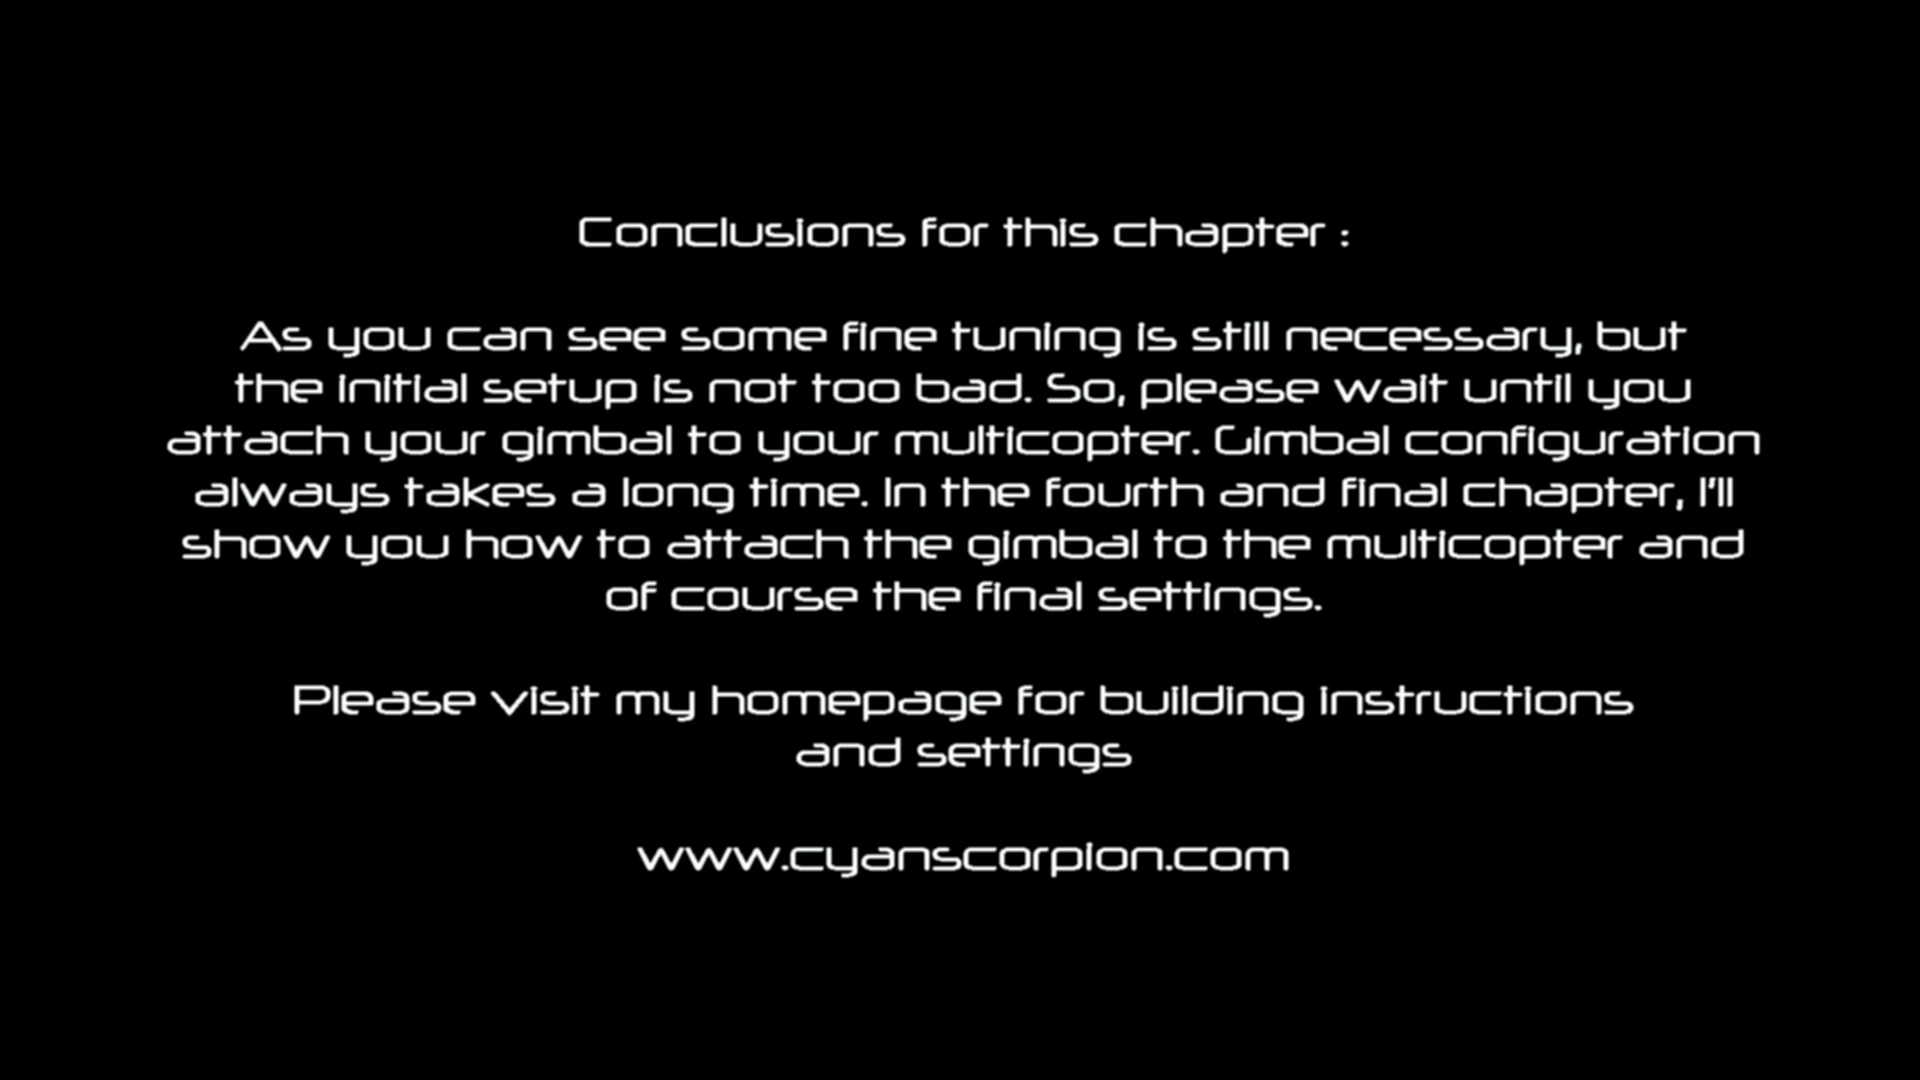 Conclusions for this chapter :
As you can see some fine tuning is still necessary, but
the initial setup is not too bad. So, please wait until you
attach your gimbal to your multicopter. Gimbal configuration
always takes a long time. In the fourth and final chapter, I'll
show you how to attach the gimbal to the multicopter and
of course the final settings.
Please visit my homepage for building instructions
and settings
www.cyanscorpion.com